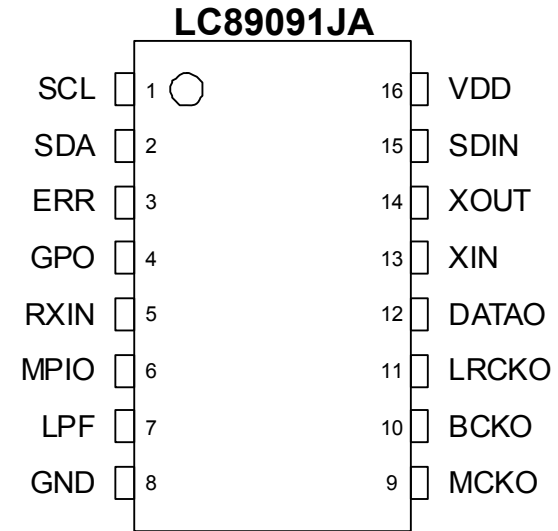 LC89091JA
SCL 1 16 VDD
SDA 2 15 SDIN
ERR 3 14 XOUT
GPO 4 13 XIN
RXIN 5 12 DATAO
MPIO 6 11 LRCKO
LPF 7 10 BCKO
GND 8 9 MCKO